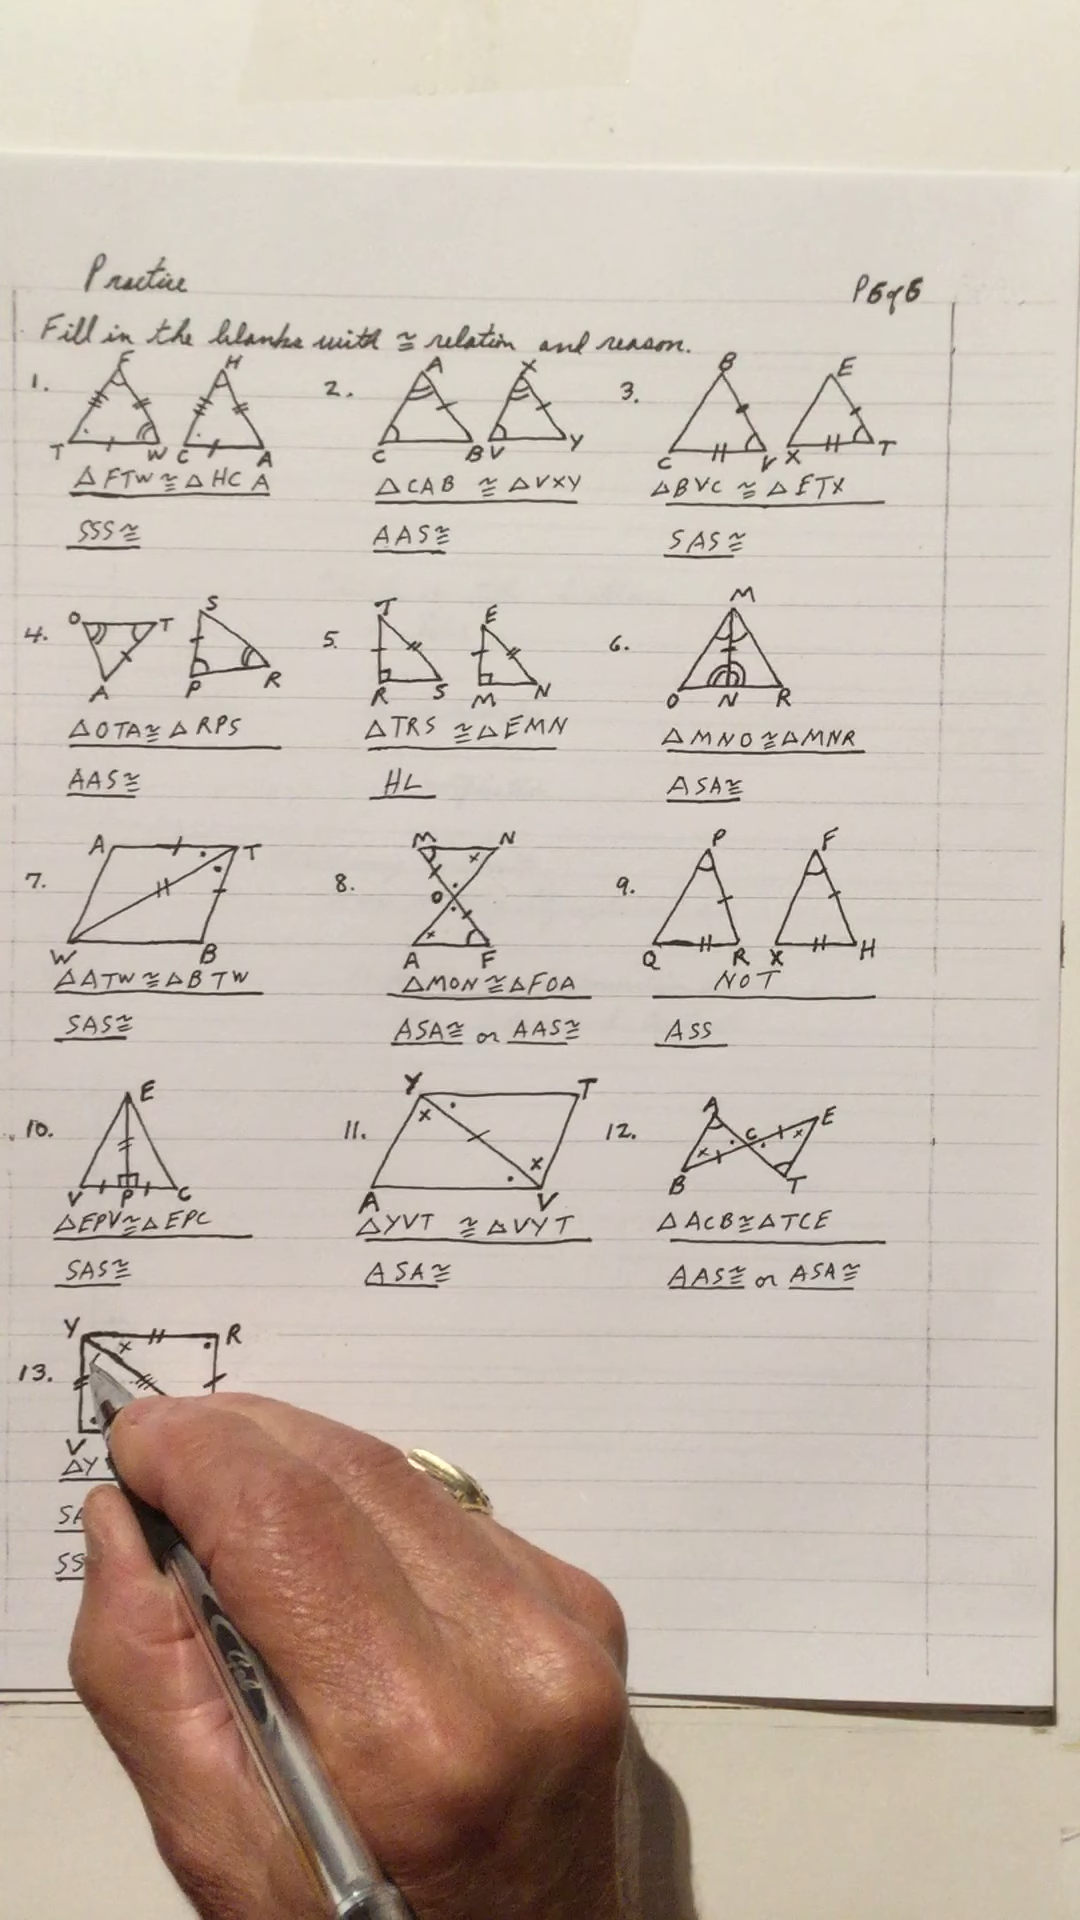 Practice P6 of 6
Fill in the blanks with ≅ relation and reason.
1. F H 2. A X 3. B E
T W C A C B V Y C V X T
△FTW≅△HCA △CAB ≅△VXY △BVC ≅△ETX
SSS≅ AAS≅ SAS≅
4. O T S 5. T E 6. M
A P R R S M N O N R
△OTA≅△RPS △TRS ≅△EMN △MNO≅△MNR
AAS≅ HL ASA≅
7. A T 8. M N 9. P F
O
W B A F Q R X H
△ATW≅△BTW △MON≅△FOA NOT
SAS≅ ASA≅ or AAS≅ ASS
10. E 11. Y T 12. A C E
V P C A V B T
△EPV≅△EPC △YVT ≅△VYT △ACB≅△TCE
SAS≅ ASA≅ AAS≅ or ASA≅
13. Y R
V
△Y
SA
SS